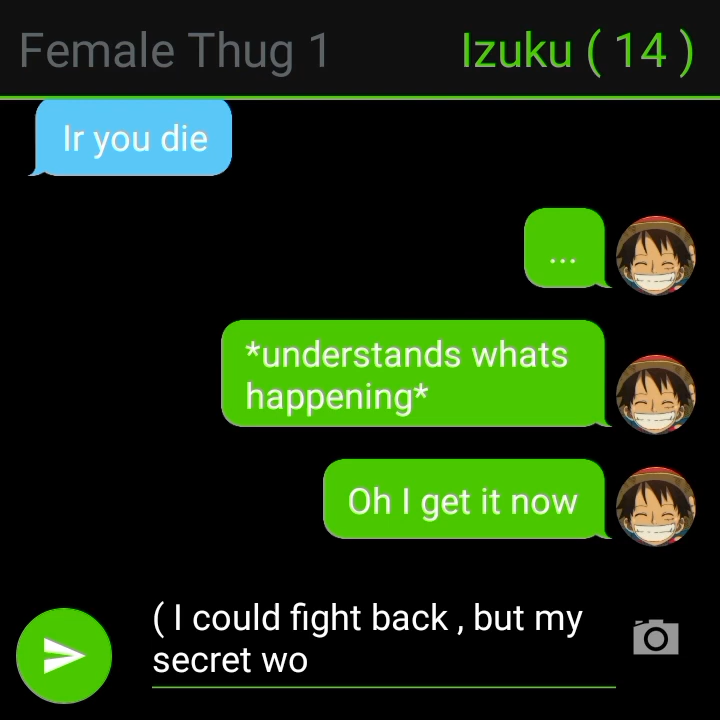 Female Thug 1
Izuku ( 14 )
Ir you die
...
*understands whats
happening*
Oh I get it now
( I could fight back , but my
secret wo